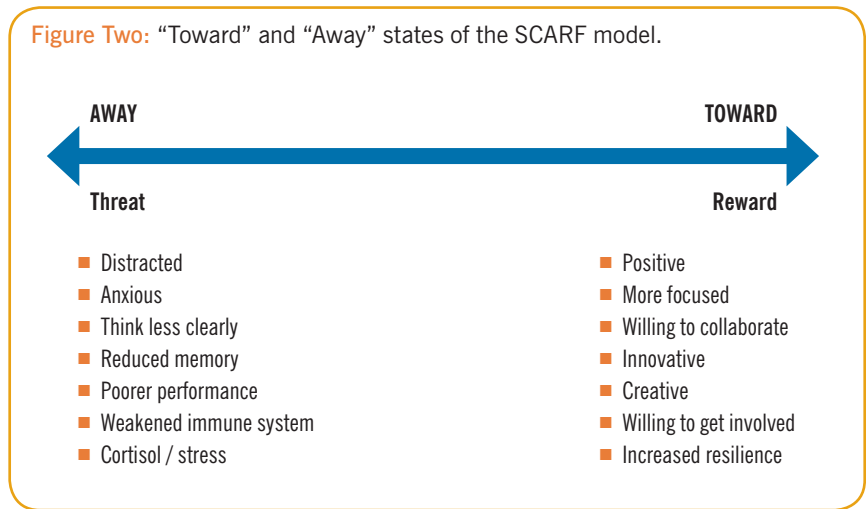 Figure Two: “Toward” and “Away” states of the SCARF model.
AWAY
TOWARD
Threat
Reward
Distracted
Anxious
Think less clearly
Reduced memory
Poorer performance
Weakened immune system
Cortisol / stress
Positive
More focused
Willing to collaborate
Innovative
Creative
Willing to get involved
Increased resilience